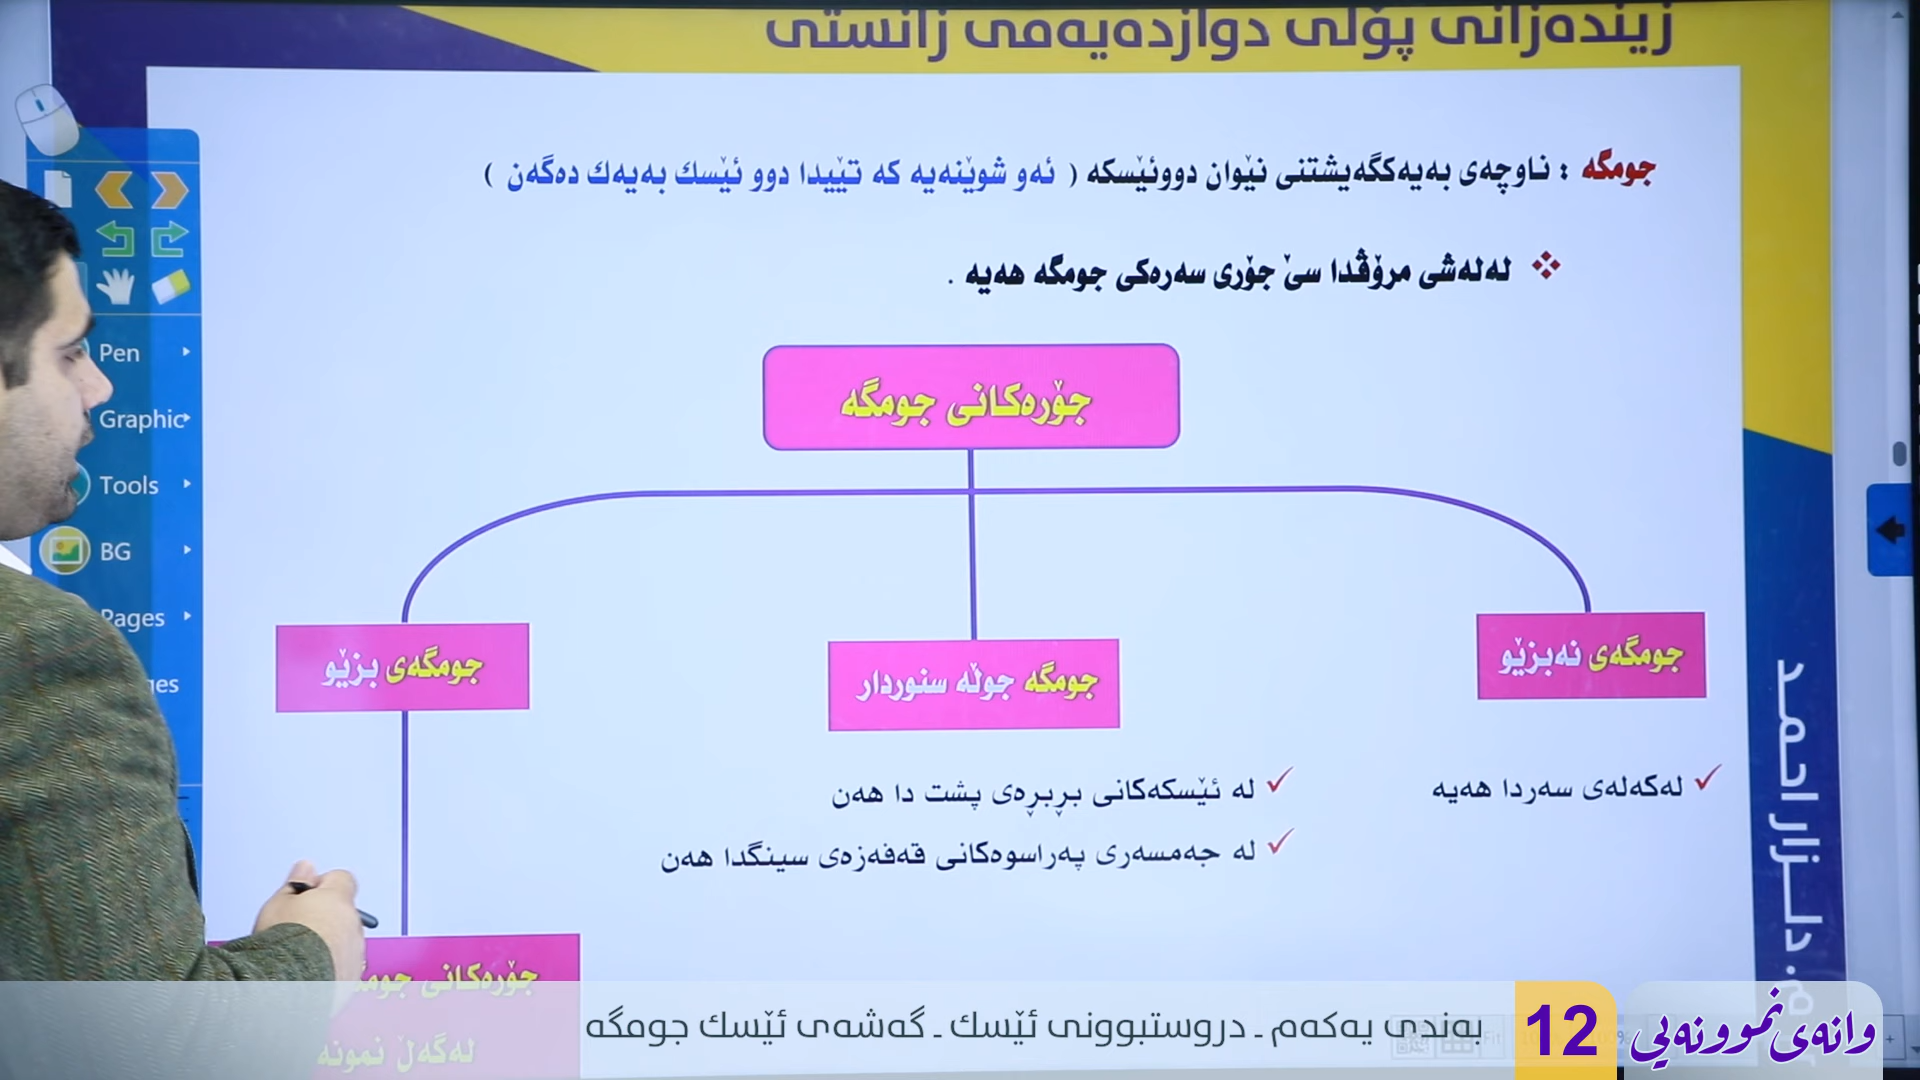 زیندەزانی پۆلی دوازدەیەمی زانستی
جومگە : ناوچەی بەیەکگەیشتنی نێوان دووئێسکە ( ئەو شوێنەیە کە تێیدا دوو ئێسك بەیەك دەگەن )
لەلەشی مرۆڤدا سێ جۆری سەرەکی جومگە هەیە .
جۆرەکانی جومگە
جومگەی نەبزێو
جومگە جوڵە سنوردار
جومگەی بزێو
لەکەلەی سەردا هەیە
لە ئێسکەکانی بڕبڕەی پشت دا هەن
لە جەمسەری پەراسوەکانی قەفەزەی سینگدا هەن
جۆرەکانی
لەگەڵ نمونە
Pen
Graphic
Tools
BG
Pages
م. دلـــزار احـمـد
وانەی نموونەیی
12
بەندی یەکەم - دروستبوونی ئێسك - گەشەی ئێسك جومگە